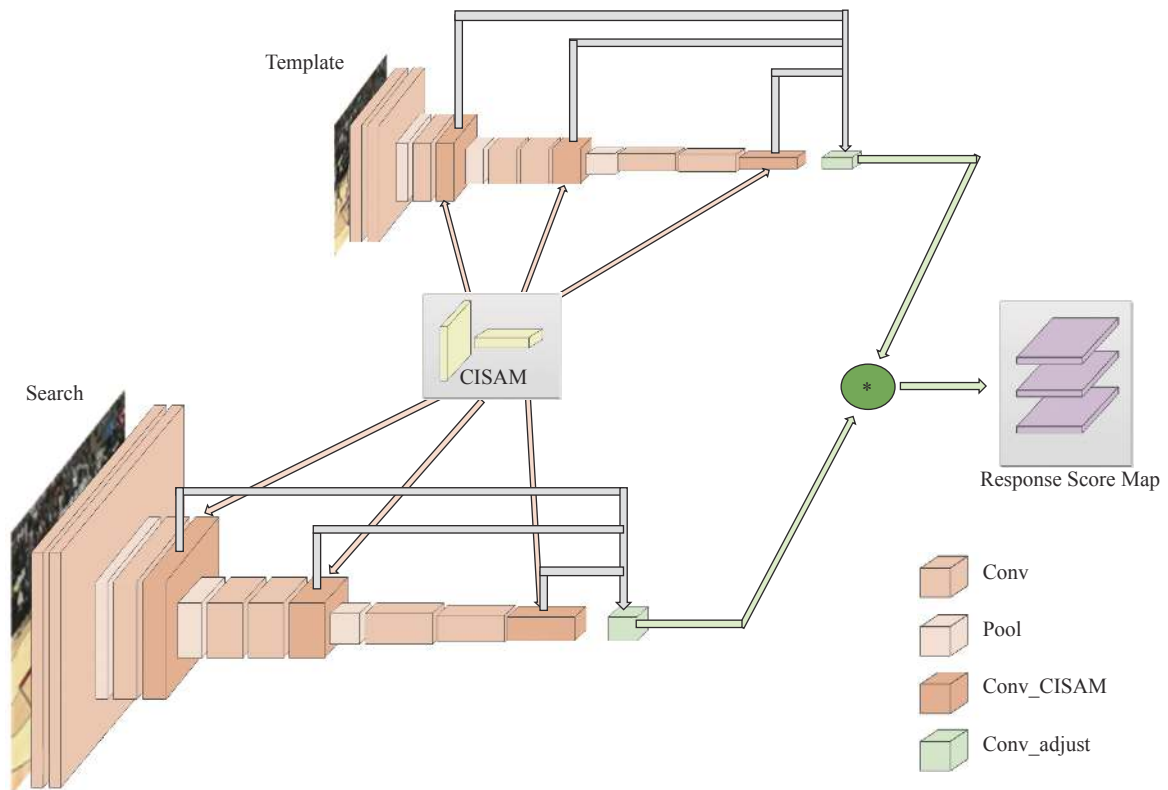 Template
CISAM
Search
*
Response Score Map
Conv
Pool
Conv_CISAM
Conv_adjust